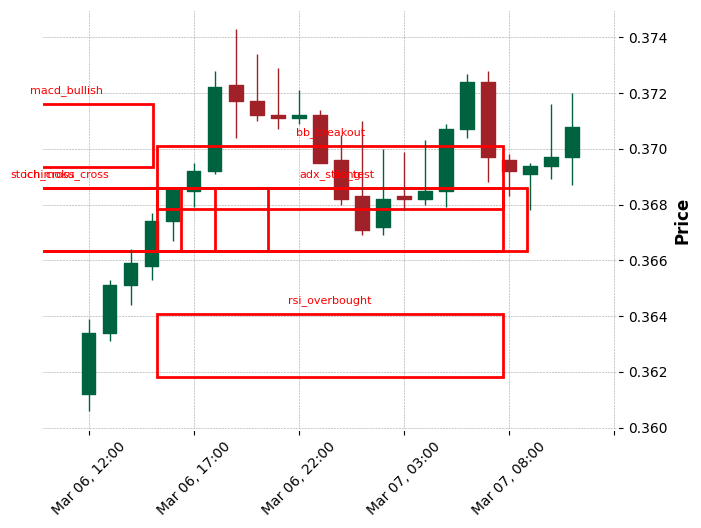 0.374
macd_bullish
0.372
bb_breakout
0.370
adx_strong
0.368
0.366
Price
rsi_overbought
0.364
0.362
0.360
Mar 06, 12:00
Mar 06, 17:00
Mar 06, 22:00
Mar 07, 03:00
Mar 07, 08:00